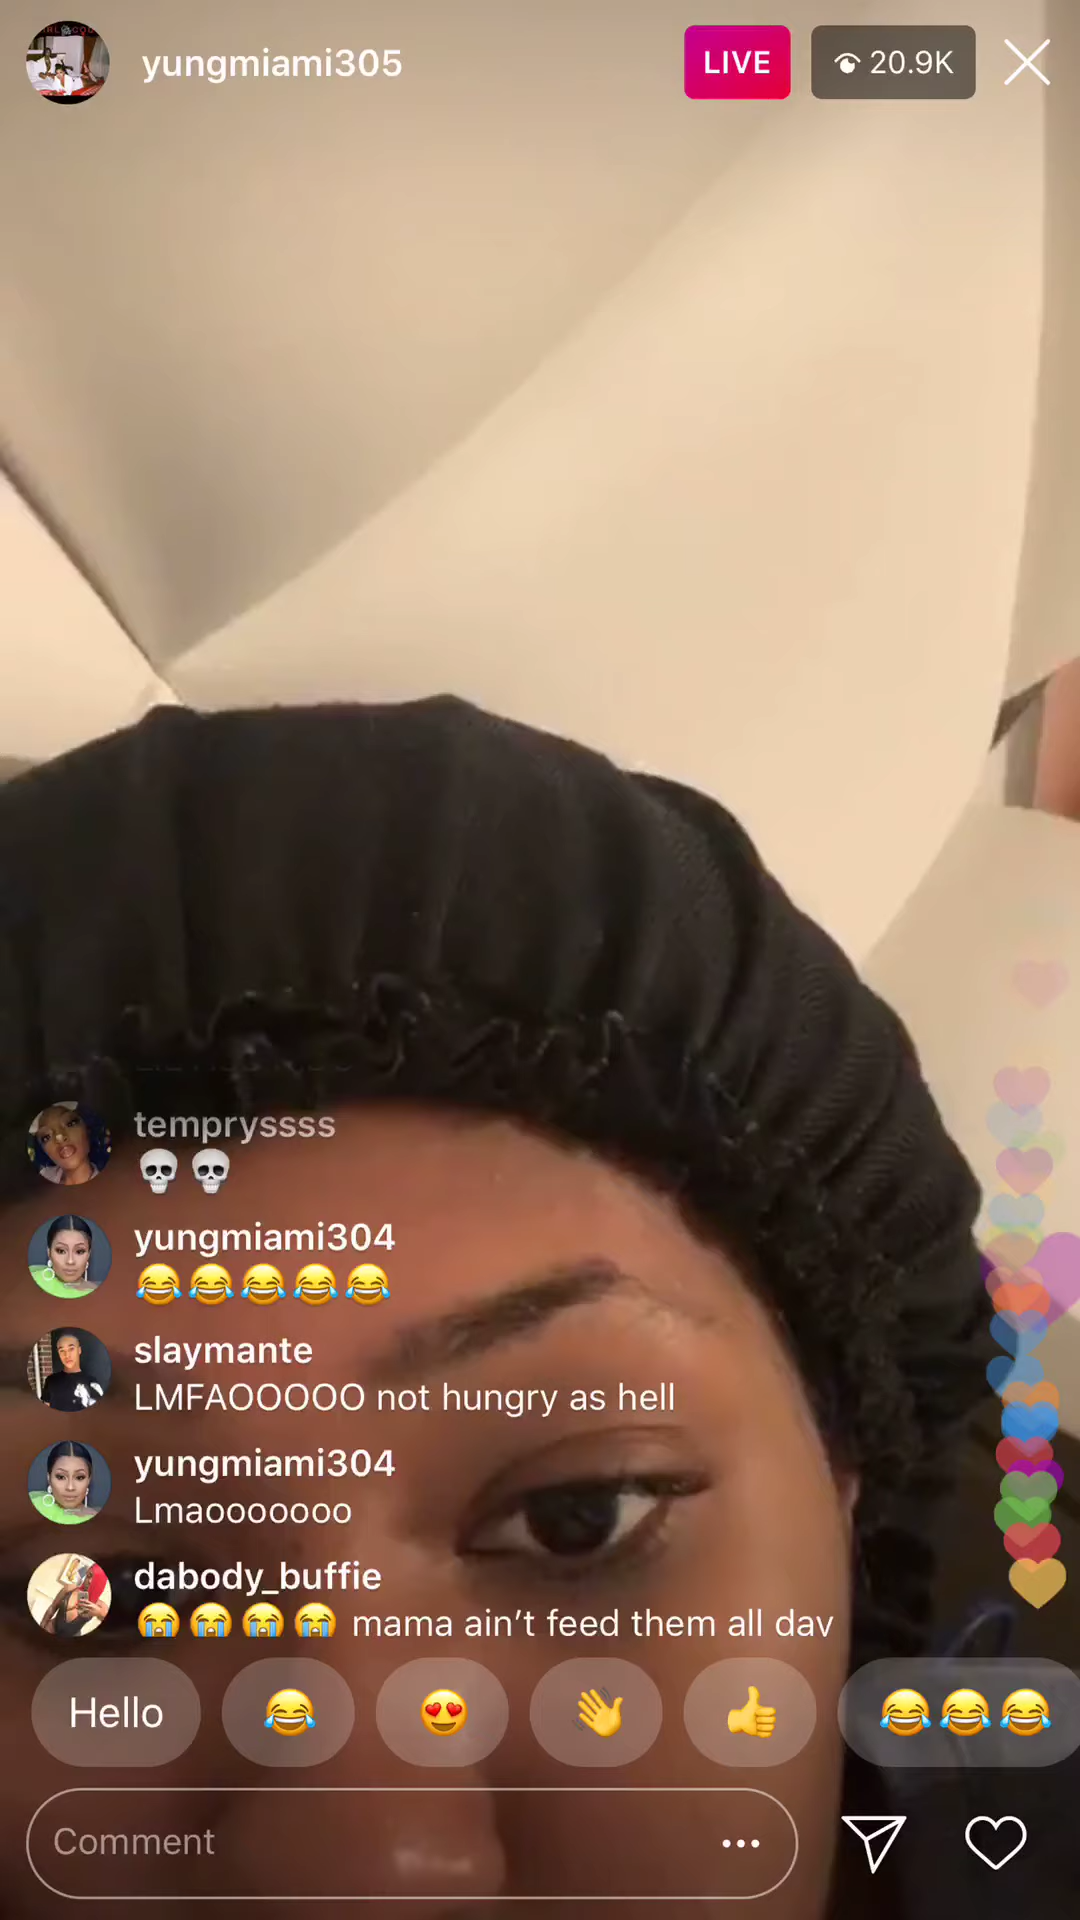 yungmiami305
LIVE
20.9K
tempryssss
💀💀
yungmiami304
😂😂😂😂😂
slaymante
LMFAOOOOO not hungry as hell
yungmiami304
Lmaooooooo
dabody_buffie
😭😭😭😭 mama ain’t feed them all day
Hello
😂
😍
👋
👍
😂😂😂
Comment